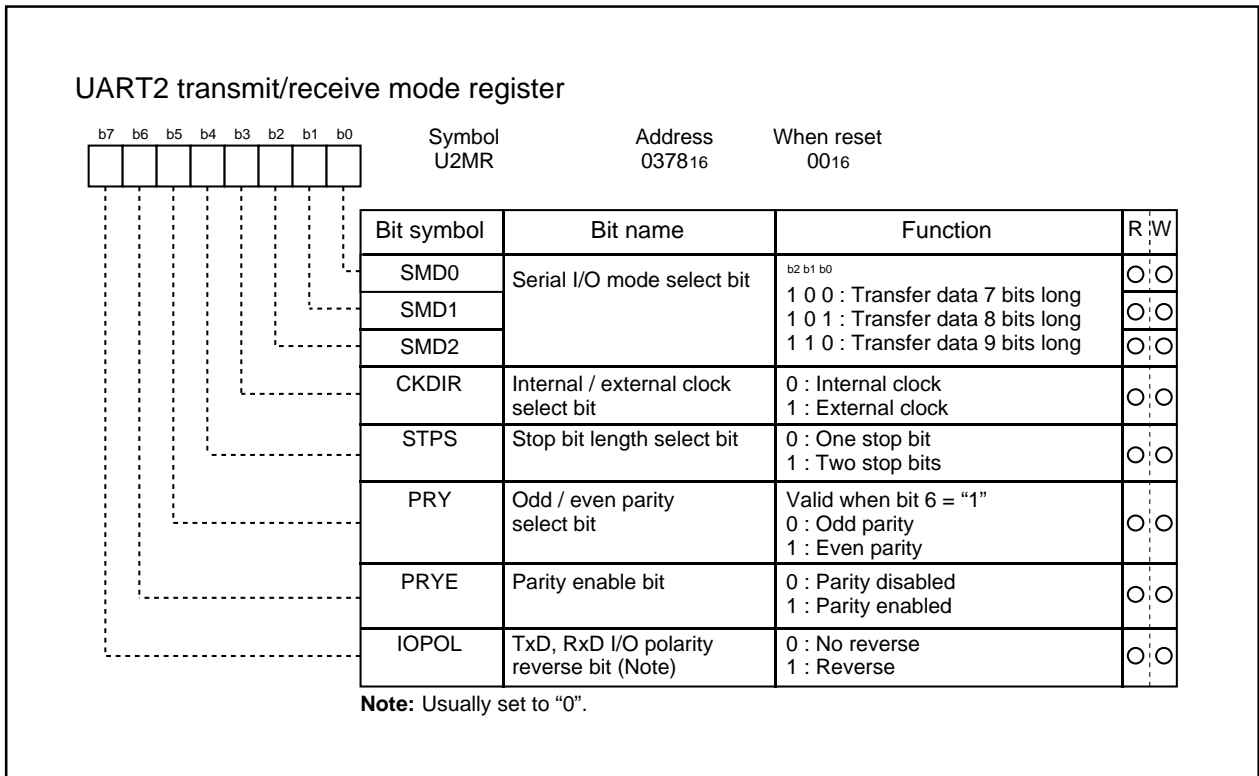 UART2 transmit/receive mode register
b7 b6 b5 b4 b3 b2 b1 b0
Symbol Address When reset
U2MR 037816 0016
Bit symbol Bit name Function R W
SMD0 Serial I/O mode select bit b2 b1 b0
1 0 0 : Transfer data 7 bits long
SMD1 1 0 1 : Transfer data 8 bits long
SMD2 1 1 0 : Transfer data 9 bits long
CKDIR Internal / external clock 0 : Internal clock
select bit 1 : External clock
STPS Stop bit length select bit 0 : One stop bit
1 : Two stop bits
PRY Odd / even parity Valid when bit 6 = “1”
select bit 0 : Odd parity
1 : Even parity
PRYE Parity enable bit 0 : Parity disabled
1 : Parity enabled
IOPOL TxD, RxD I/O polarity 0 : No reverse
reverse bit (Note) 1 : Reverse
Note: Usually set to “0”.